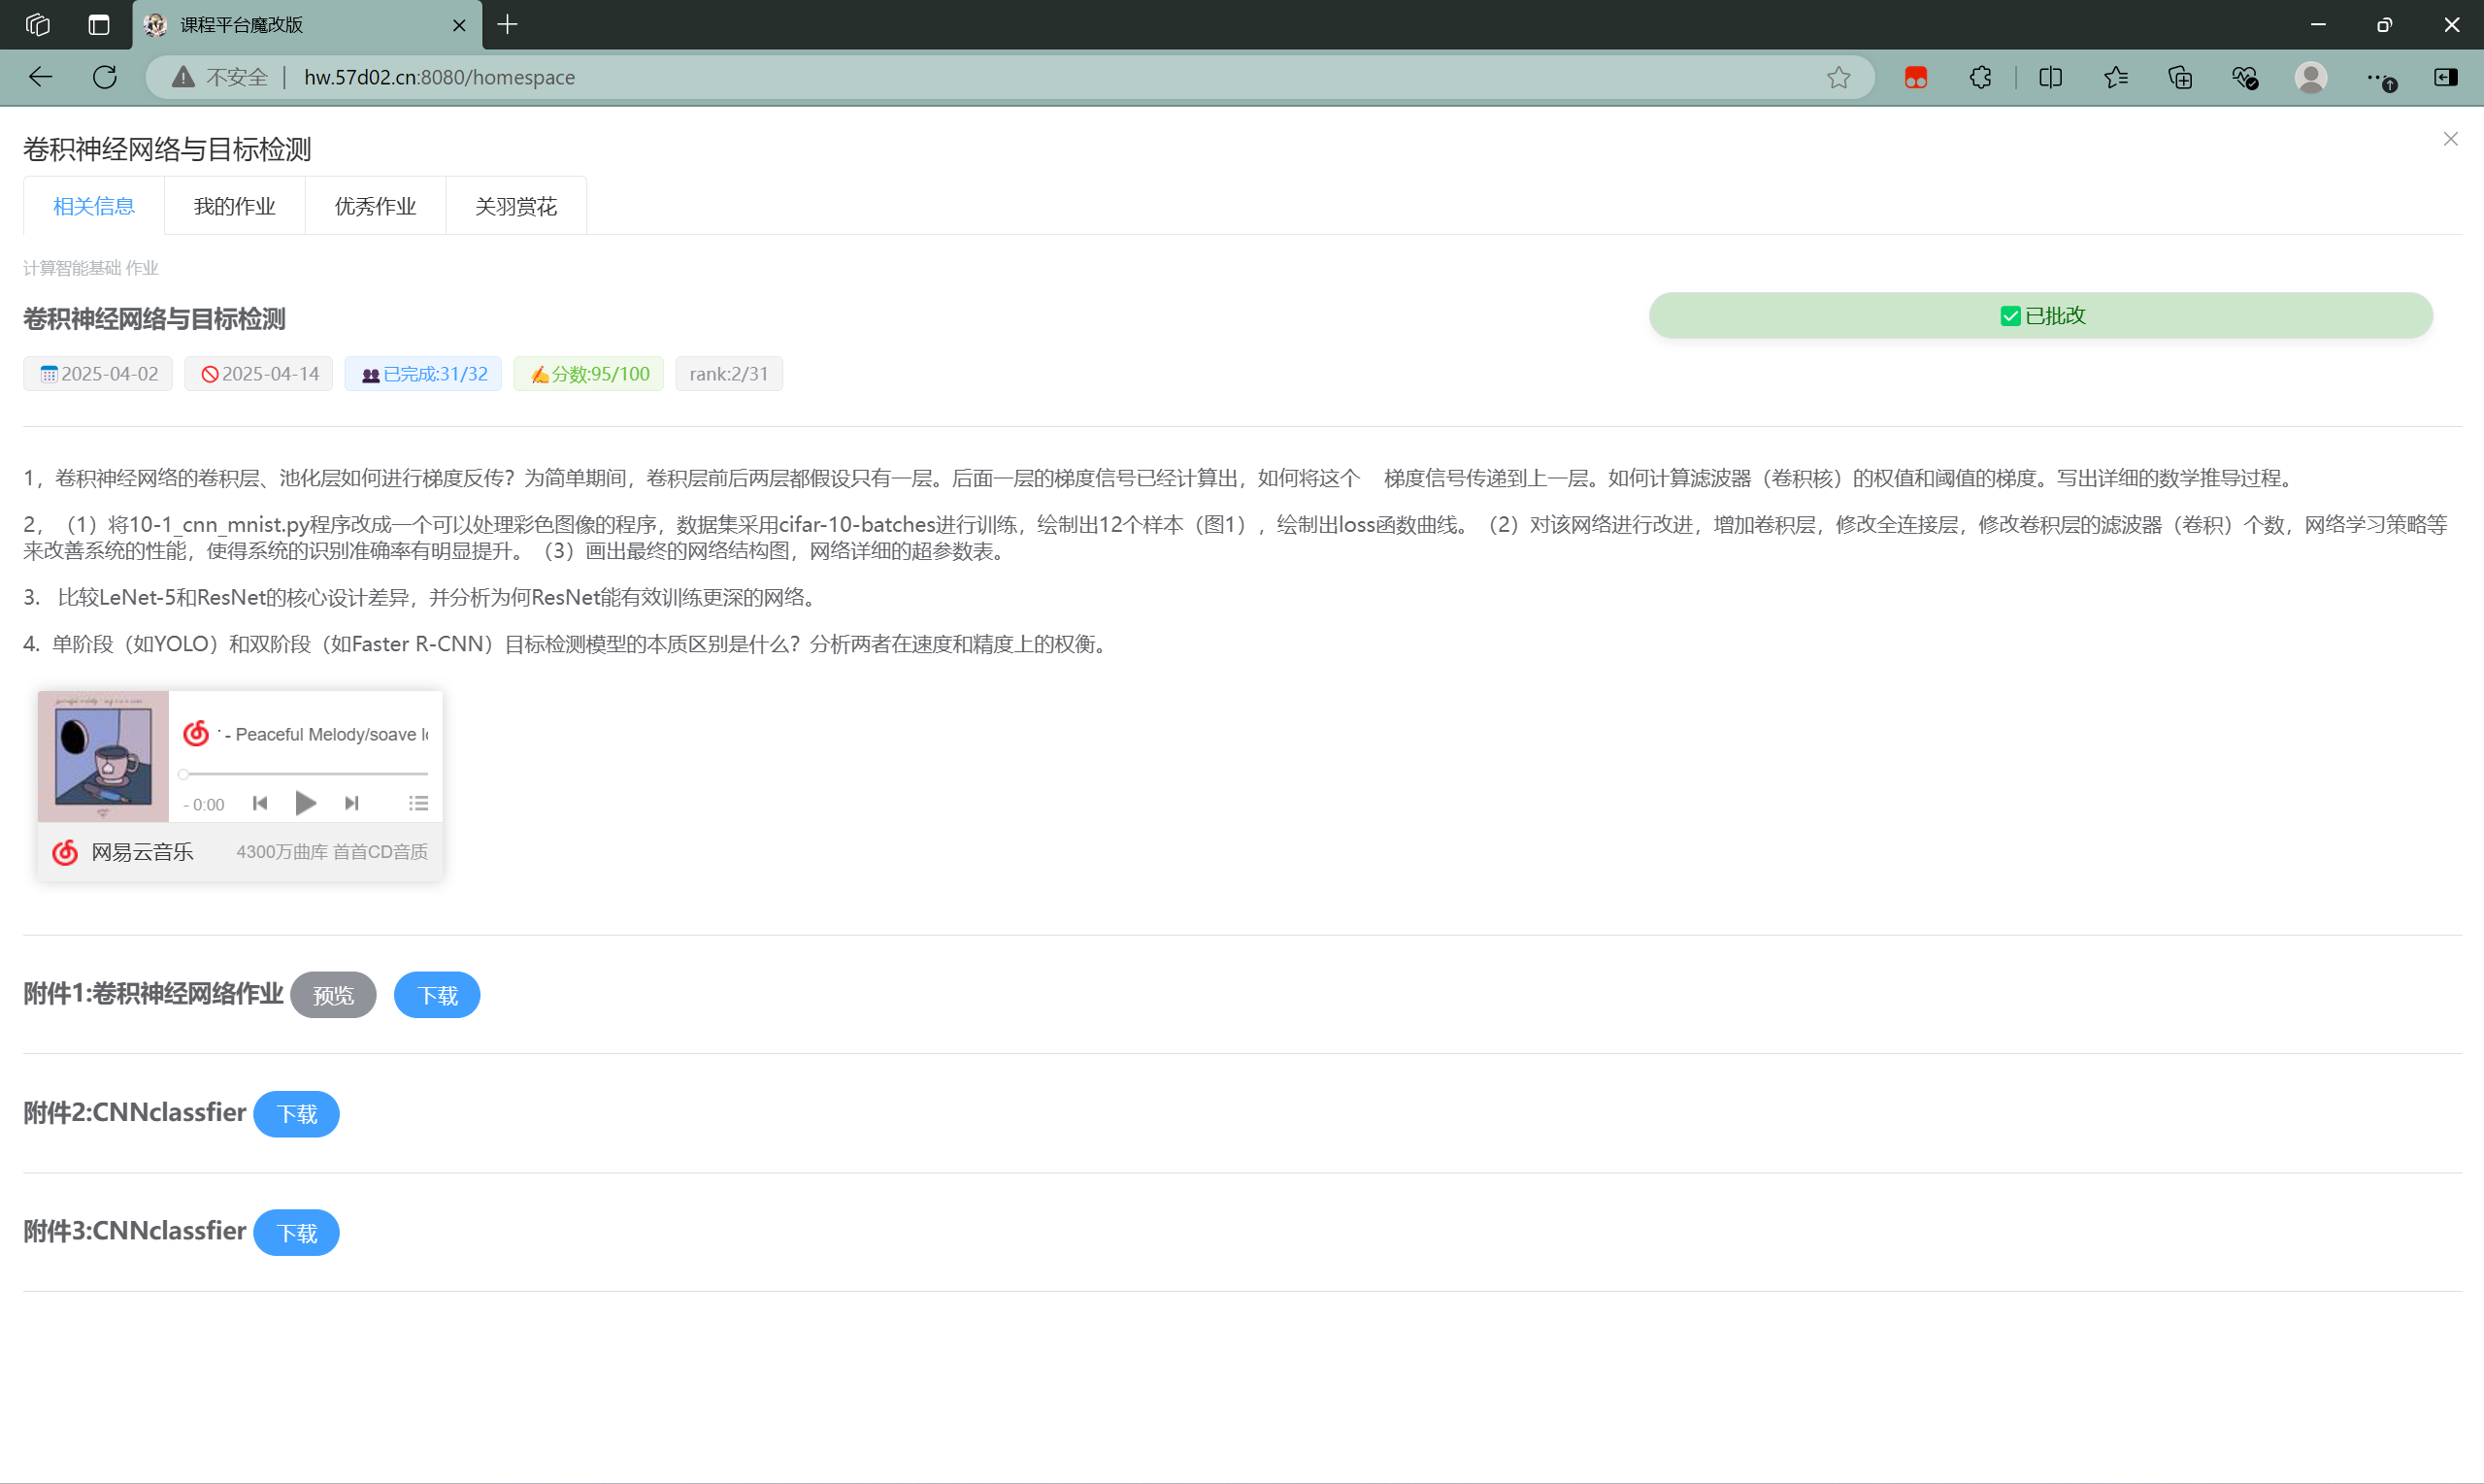 课程平台魔改版
不安全 hw.57d02.cn:8080/homespace
卷积神经网络与目标检测
相关信息 我的作业 优秀作业 关羽赏花
计算智能基础 作业
卷积神经网络与目标检测
已批改
2025-04-02 2025-04-14 已完成:31/32 分数:95/100 rank:2/31
1，卷积神经网络的卷积层、池化层如何进行梯度反传？为简单期间，卷积层前后两层都假设只有一层。后面一层的梯度信号已经计算出，如何将这个 梯度信号传递到上一层。如何计算滤波器（卷积核）的权值和阈值的梯度。写出详细的数学推导过程。
2，（1）将10-1_cnn_mnist.py程序改成一个可以处理彩色图像的程序，数据集采用cifar-10-batches进行训练，绘制出12个样本（图1），绘制出loss函数曲线。（2）对该网络进行改进，增加卷积层，修改全连接层，修改卷积层的滤波器（卷积）个数，网络学习策略等
来改善系统的性能，使得系统的识别准确率有明显提升。（3）画出最终的网络结构图，网络详细的超参数表。
3. 比较LeNet-5和ResNet的核心设计差异，并分析为何ResNet能有效训练更深的网络。
4. 单阶段（如YOLO）和双阶段（如Faster R-CNN）目标检测模型的本质区别是什么？分析两者在速度和精度上的权衡。
- Peaceful Melody/soave lo
- 0:00
网易云音乐 4300万曲库 首首CD音质
附件1:卷积神经网络作业 预览 下载
附件2:CNNclassfier 下载
附件3:CNNclassfier 下载